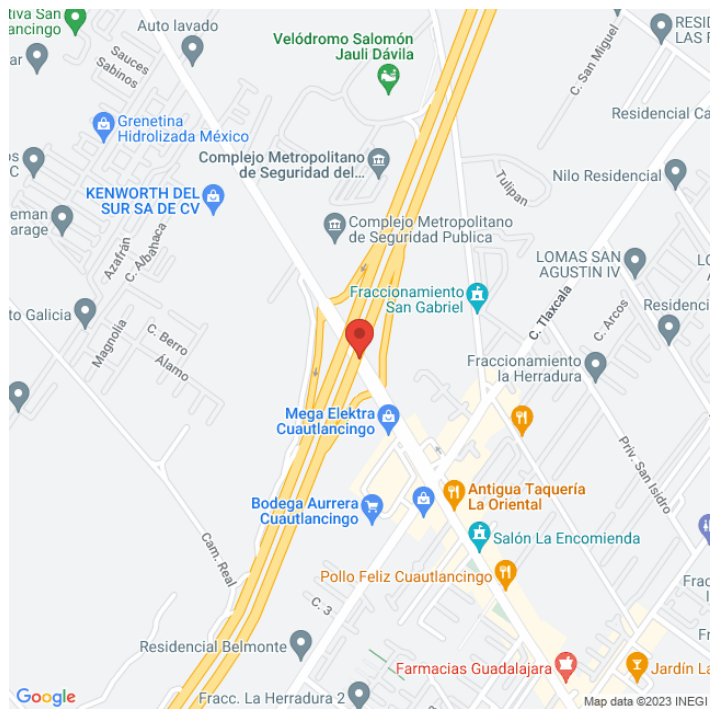 tiva San
ancingo
Auto lavado
Sauces
Sabinos
Velódromo Salomón
Jauli Dávila
C. San Miguel
RESID
LAS F
Residencial Ca
Grenetina
Hidrolizada México
Complejo Metropolitano
de Seguridad del...
Tulipan
Nilo Residencial
KENWORTH DEL
SUR SA DE CV
eman
arage
Azafrán
C. Albahaca
Complejo Metropolitano
de Seguridad Publica
LOMAS SAN
AGUSTIN IV
to Galicia
Magnolia
C. Berro
Álamo
Fraccionamiento
San Gabriel
C. Tlaxcala
C. Arcos
Residenci
Fraccionamiento
la Herradura
Mega Elektra
Cuautlancingo
Priv. San Isidro
Bodega Aurrera
Cuautlancingo
Antigua Taquería
La Oriental
Salón La Encomienda
Cam. Real
Pollo Feliz Cuautlancingo
C. 3
Residencial Belmonte
Farmacias Guadalajara
Jardín La
Fracc. La Herradura 2
Google
Map data ©2023 INEGI